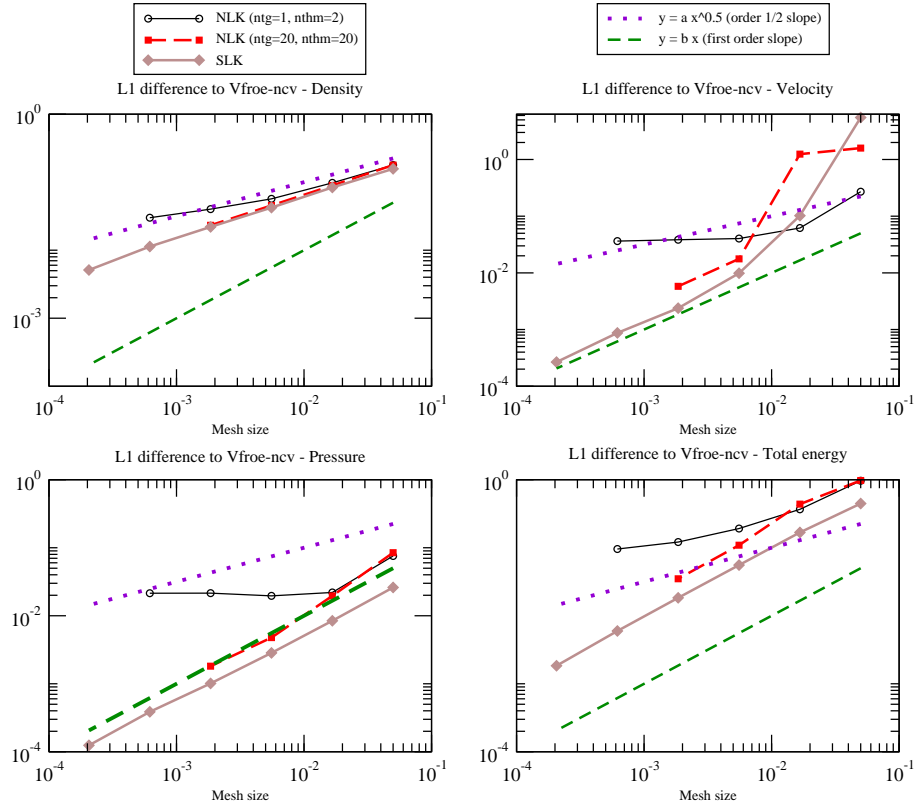 NLK (ntg=1, nthm=2)
NLK (ntg=20, nthm=20)
SLK
y = a x^0.5 (order 1/2 slope)
y = b x (first order slope)
L1 difference to Vfroe-ncv - Density
10^0
10^-3
10^-4 10^-3 10^-2 10^-1
Mesh size
L1 difference to Vfroe-ncv - Velocity
10^0
10^-2
10^-4
10^-4 10^-3 10^-2 10^-1
Mesh size
L1 difference to Vfroe-ncv - Pressure
10^0
10^-2
10^-4
10^-4 10^-3 10^-2 10^-1
Mesh size
L1 difference to Vfroe-ncv - Total energy
10^0
10^-2
10^-4
10^-4 10^-3 10^-2 10^-1
Mesh size